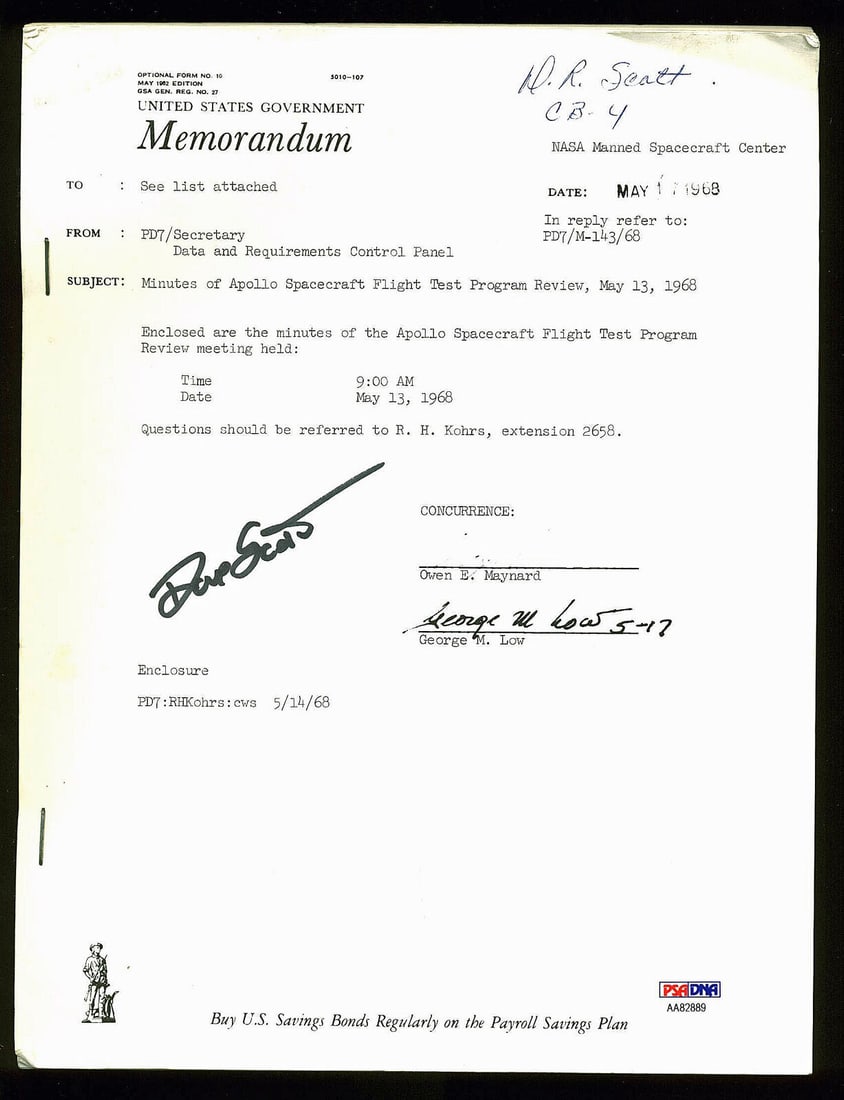 OPTIONAL FORM NO. 10
MAY 1962 EDITION
GSA GEN. REG. NO. 27
5010-107
UNITED STATES GOVERNMENT
Memorandum
D. R. Scott
CB-4
NASA Manned Spacecraft Center
TO : See list attached
DATE: MAY 17 1968
In reply refer to:
PD7/M-143/68
FROM : PD7/Secretary
Data and Requirements Control Panel
SUBJECT: Minutes of Apollo Spacecraft Flight Test Program Review, May 13, 1968
Enclosed are the minutes of the Apollo Spacecraft Flight Test Program
Review meeting held:
Time 9:00 AM
Date May 13, 1968
Questions should be referred to R. H. Kohrs, extension 2658.
Dave Scott
CONCURRENCE:
Owen E. Maynard
George M Low 5-17
George M. Low
Enclosure
PD7:RHKohrs:cws 5/14/68
PSA DNA
AA82889
Buy U.S. Savings Bonds Regularly on the Payroll Savings Plan